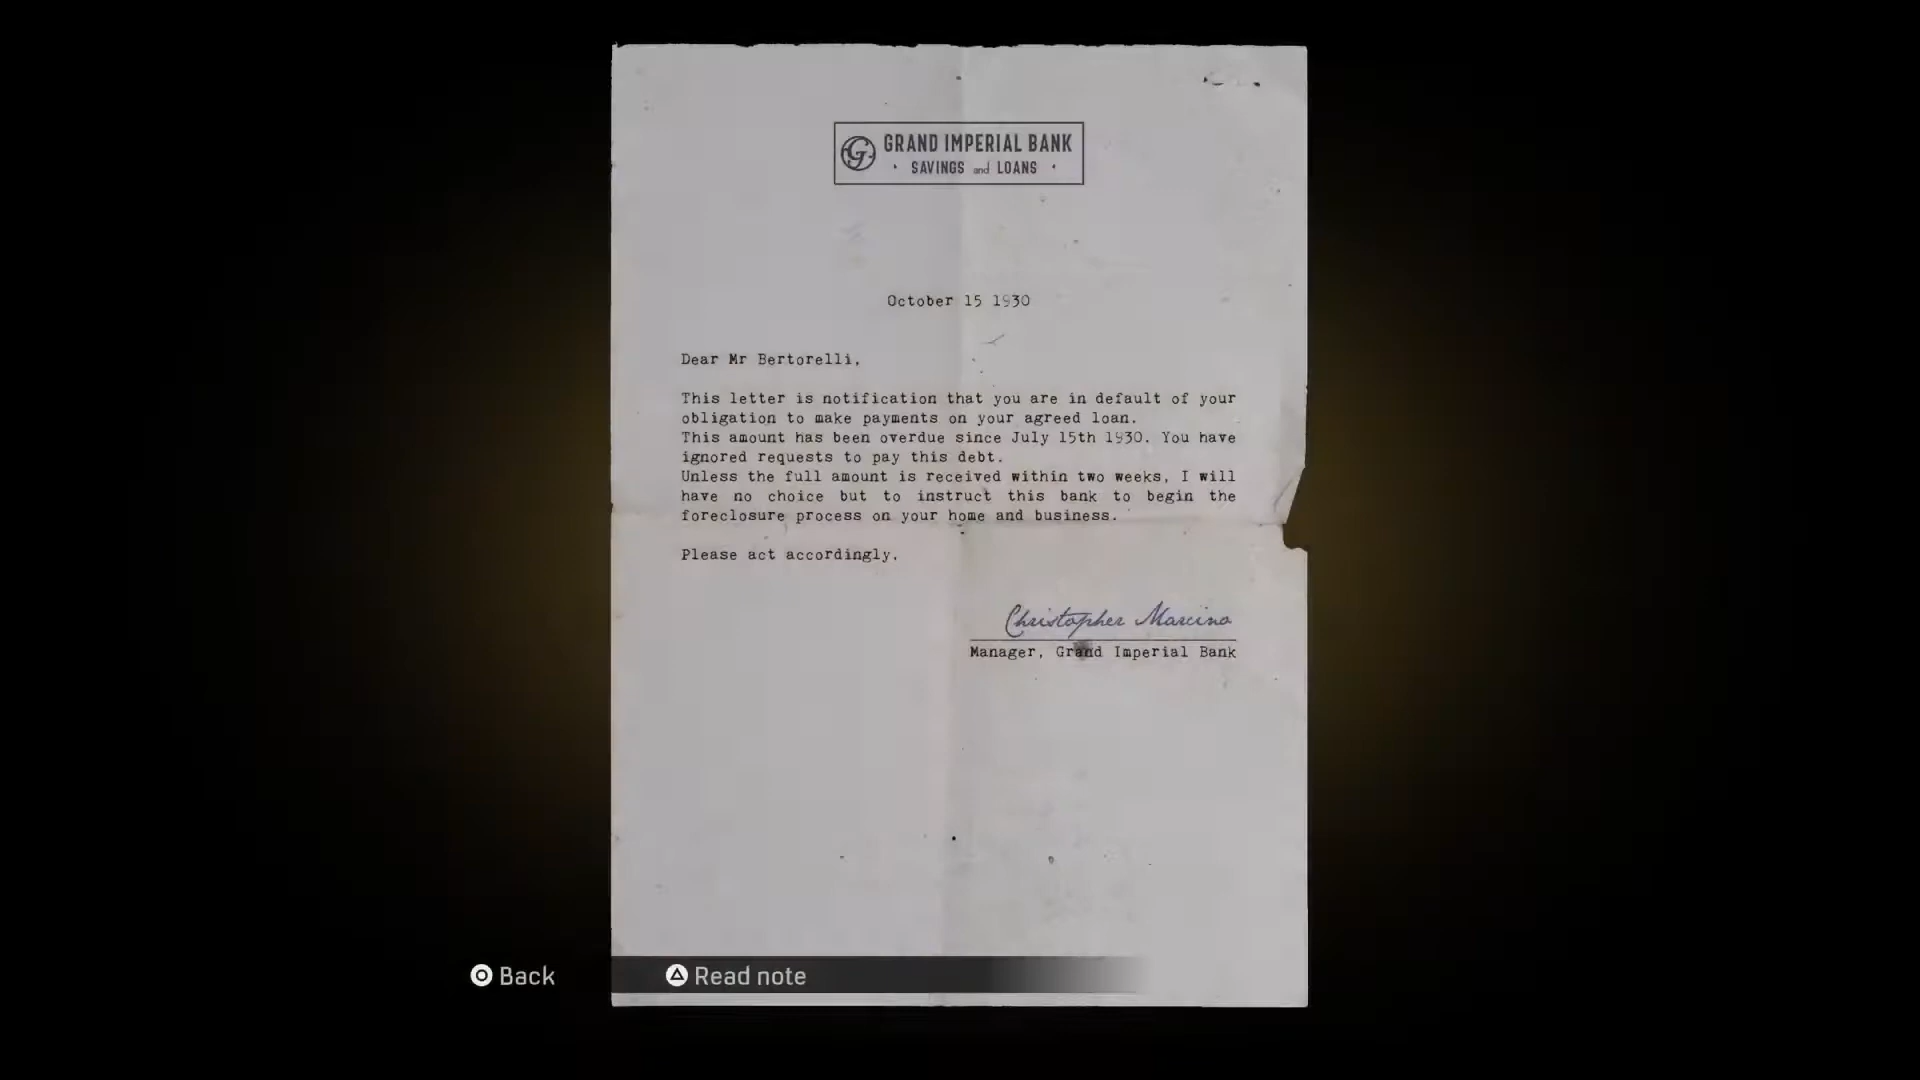 GRAND IMPERIAL BANK
· SAVINGS and LOANS ·
October 15 1930
Dear Mr Bertorelli,
This letter is notification that you are in default of your
obligation to make payments on your agreed loan.
This amount has been overdue since July 15th 1930. You have
ignored requests to pay this debt.
Unless the full amount is received within two weeks, I will
have no choice but to instruct this bank to begin the
foreclosure process on your home and business.
Please act accordingly.
Christopher Marcino
Manager, Grand Imperial Bank
Back
Read note